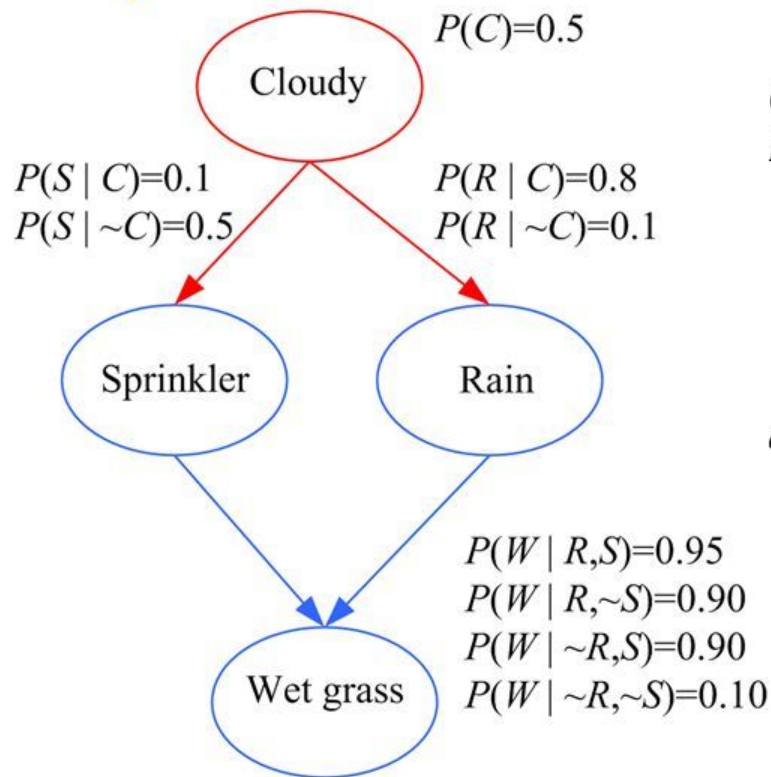 P(C)=0.5
Cloudy
P(S | C)=0.1
P(S | ~C)=0.5
P(R | C)=0.8
P(R | ~C)=0.1
Sprinkler
Rain
P(W | R,S)=0.95
P(W | R,~S)=0.90
P(W | ~R,S)=0.90
P(W | ~R,~S)=0.10
Wet grass